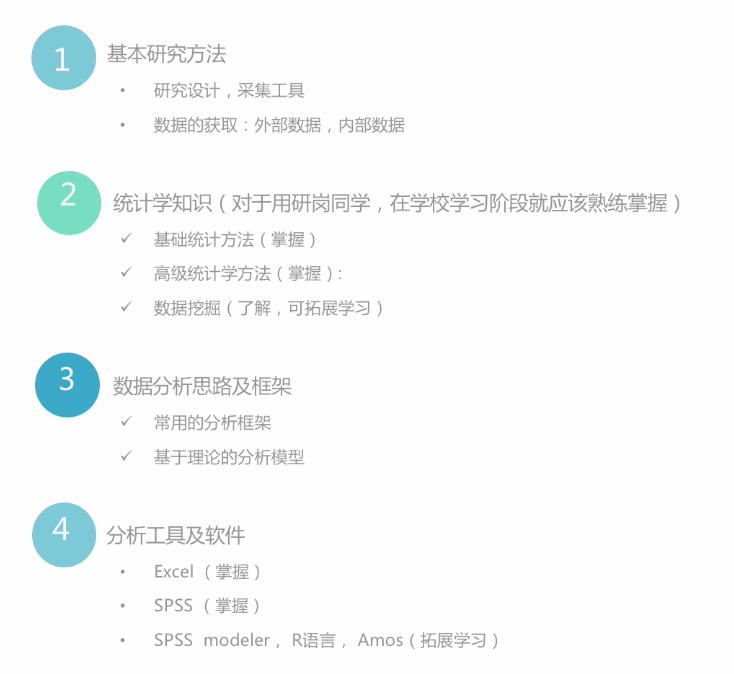 1
基本研究方法
• 研究设计，采集工具
• 数据的获取：外部数据，内部数据
2
统计学知识（对于用研岗同学，在学校学习阶段就应该熟练掌握）
✓ 基础统计方法（掌握）
✓ 高级统计学方法（掌握）：
✓ 数据挖掘（了解，可拓展学习）
3
数据分析思路及框架
✓ 常用的分析框架
✓ 基于理论的分析模型
4
分析工具及软件
• Excel （掌握）
• SPSS （掌握）
• SPSS modeler， R语言， Amos（拓展学习）